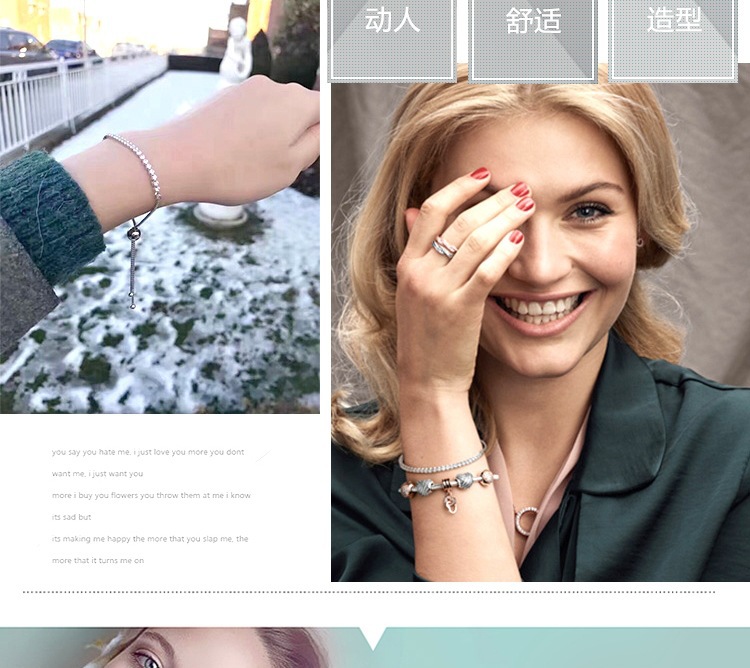 动人 舒适 造型
you say you hate me, i just love you more you dont
want me, i just want you
more i buy you flowers you throw them at me i know
its sad but
its making me happy the more that you slap me, the
more that it turns me on